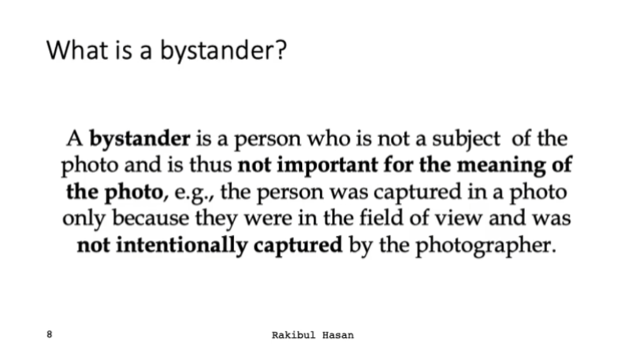 What is a bystander?
A bystander is a person who is not a subject of the
photo and is thus not important for the meaning of
the photo, e.g., the person was captured in a photo
only because they were in the field of view and was
not intentionally captured by the photographer.
8
Rakibul Hasan